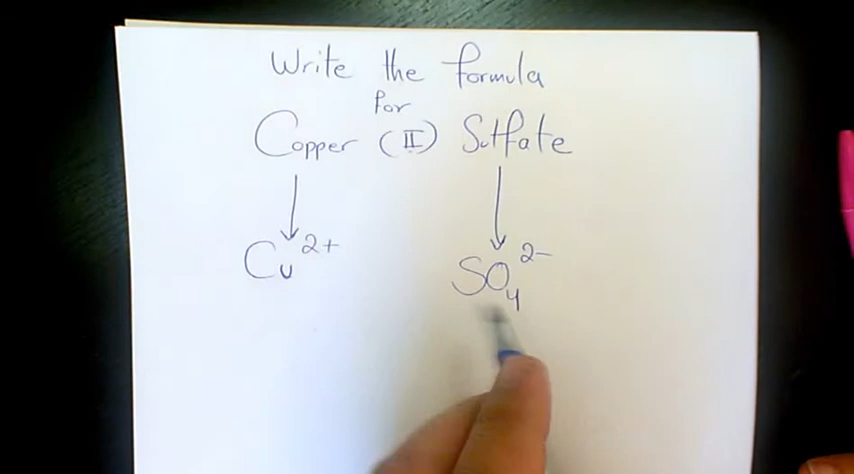 Write the formula
for
Copper (II) Sulfate
Cu²⁺ SO₄²⁻